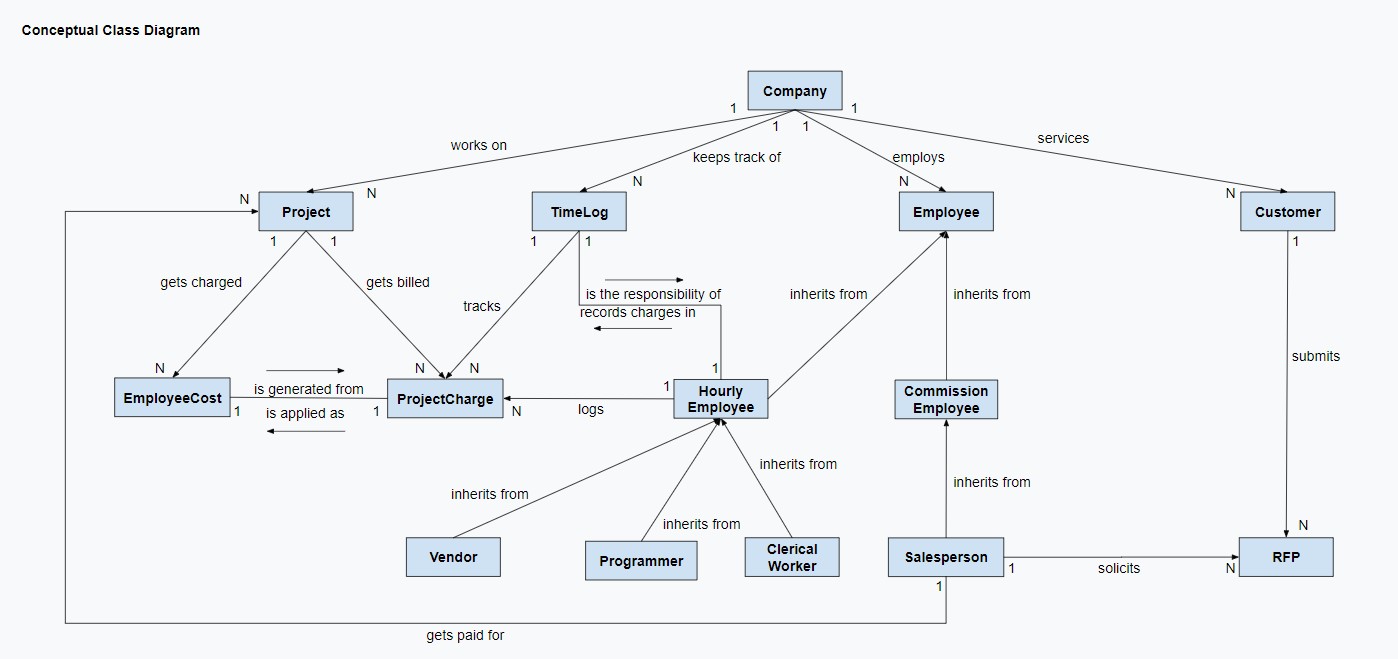 Conceptual Class Diagram
Company
1
1
1
1
works on
keeps track of
employs
services
N
N
N
N
N
Project
TimeLog
Employee
Customer
1
1
1
1
1
gets charged
gets billed
tracks
is the responsibility of
records charges in
inherits from
inherits from
submits
N
N
N
1
is generated from
is applied as
EmployeeCost
1
1
ProjectCharge
N
logs
1
Hourly
Employee
Commission
Employee
inherits from
inherits from
inherits from
inherits from
N
Vendor
Programmer
Clerical
Worker
Salesperson
1
solicits
N
RFP
1
gets paid for